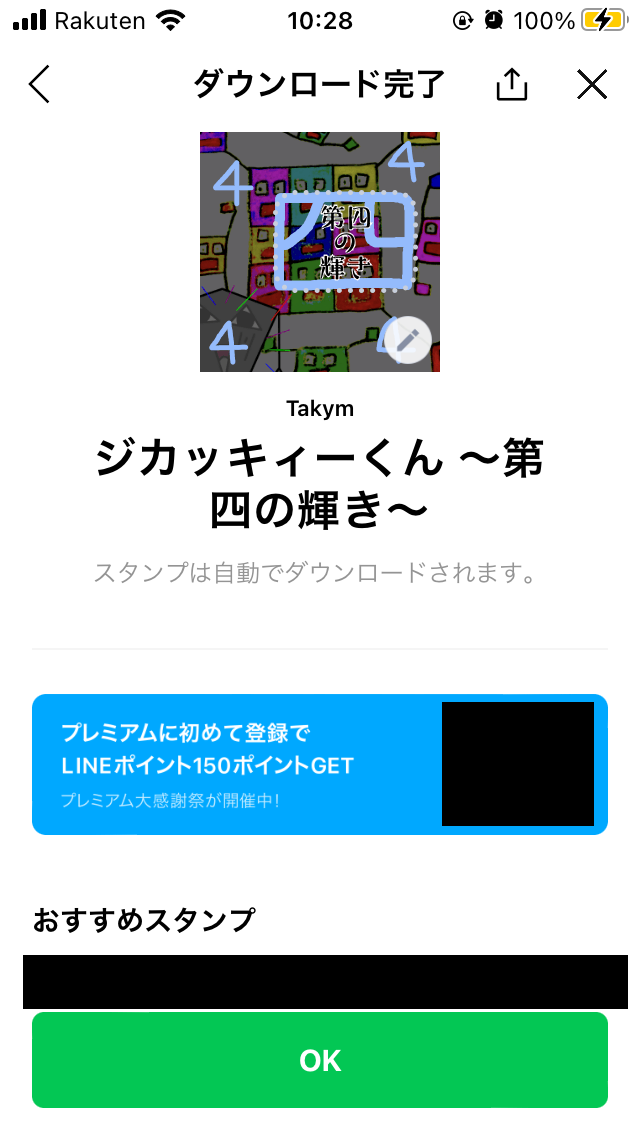 Rakuten 10:28 100%
ダウンロード完了
4
4
第四
の
輝き
4
Takym
ジカッキィーくん 〜第
四の輝き〜
スタンプは自動でダウンロードされます。
プレミアムに初めて登録で
LINEポイント150ポイントGET
プレミアム大感謝祭が開催中!
おすすめスタンプ
OK